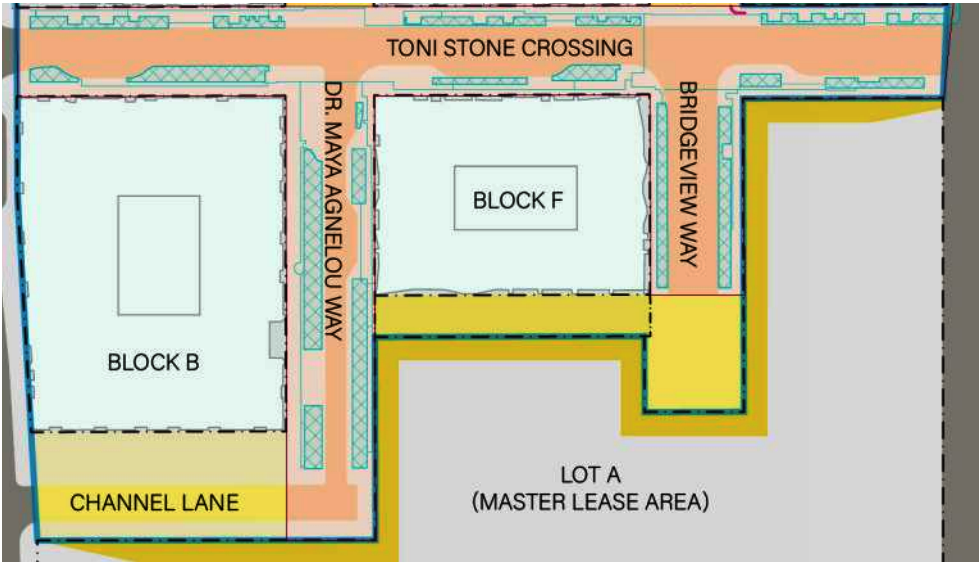 TONI STONE CROSSING
DR. MAYA AGNELOU WAY
BRIDGEVIEW WAY
BLOCK F
BLOCK B
CHANNEL LANE
LOT A
(MASTER LEASE AREA)